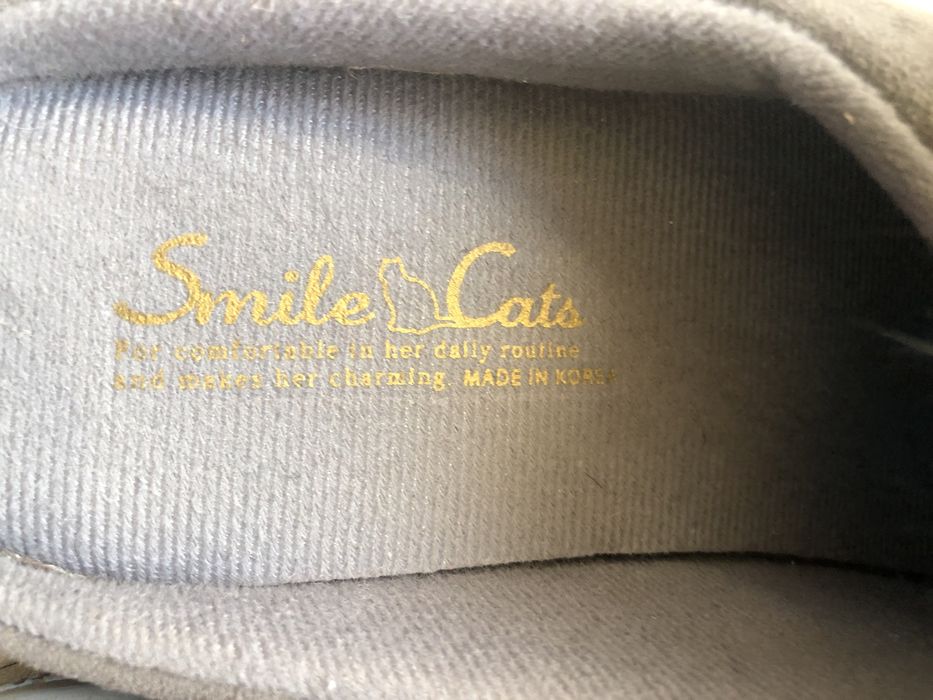 Smile Cats
For comfortable in her daily routine
and makes her charming. MADE IN KOREA